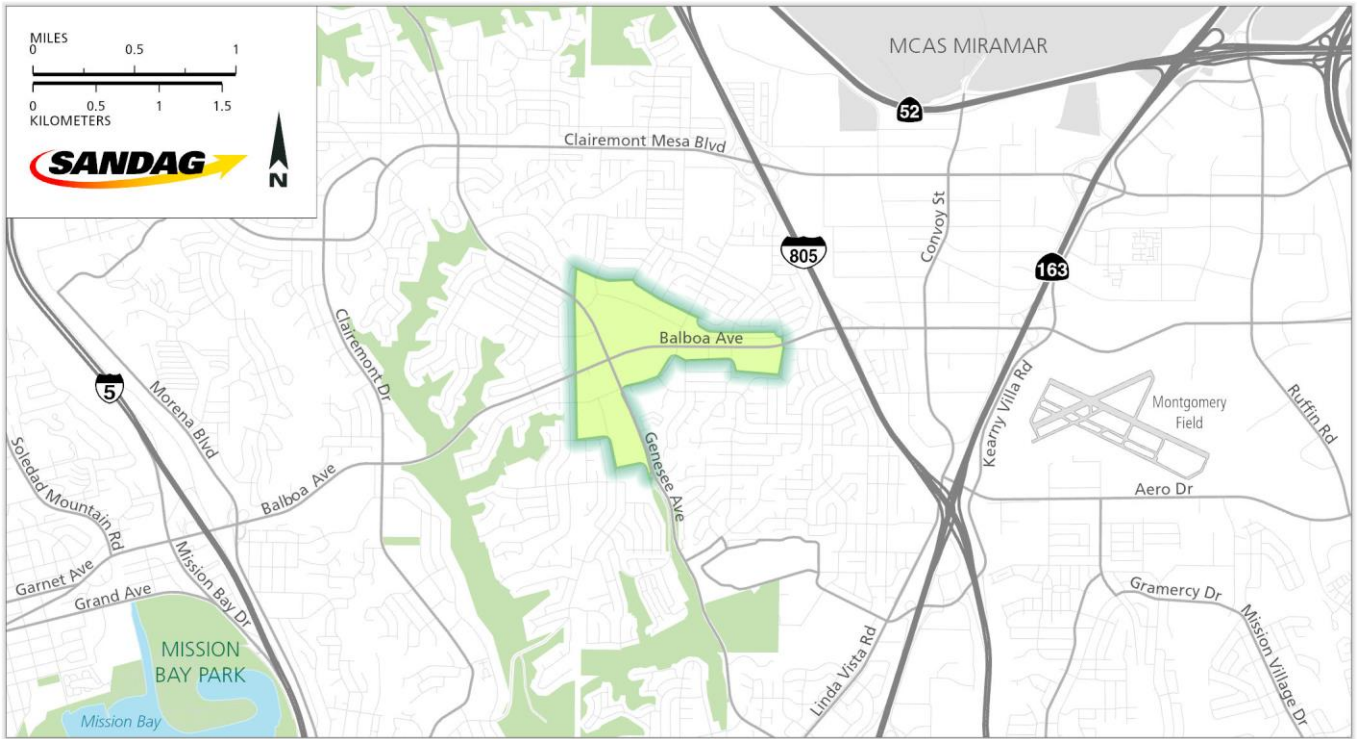 MILES
0 0.5 1
0 0.5 1 1.5
KILOMETERS
SANDAG
N
MCAS MIRAMAR
52
Clairemont Mesa Blvd
Convoy St
805
163
Balboa Ave
Clairemont Dr
Kearny Villa Rd
Montgomery
Field
Ruffin Rd
5
Morena Blvd
Soledad Mountain Rd
Balboa Ave
Genesee Ave
Aero Dr
Garnet Ave
Grand Ave
Mission Bay Dr
Gramercy Dr
Mission Village Dr
MISSION
BAY PARK
Linda Vista Rd
Mission Bay